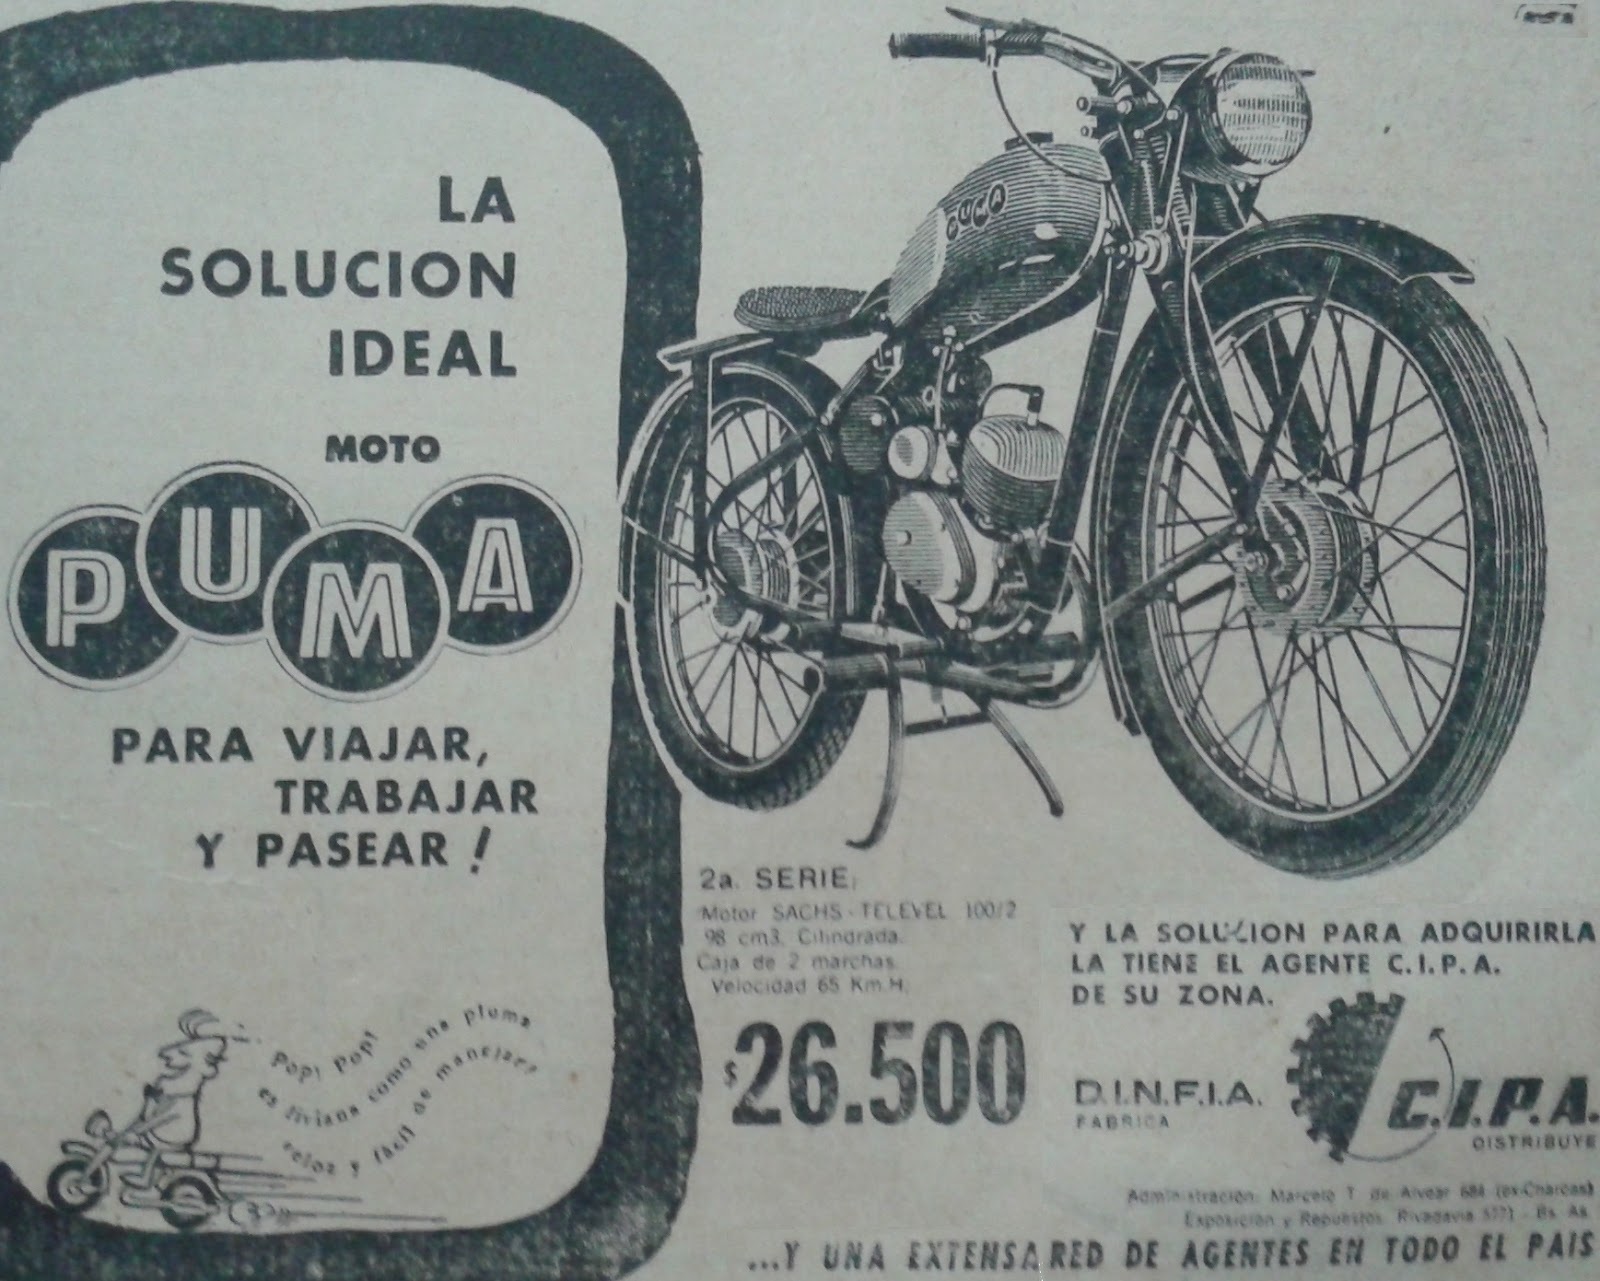 LA
SOLUCION
IDEAL
MOTO
PUMA
PARA VIAJAR,
TRABAJAR
Y PASEAR!
Pop! Pop!
es liviana como una pluma
veloz y fácil de manejar!
PUMA
2a. SERIE,
Motor SACHS - TELEVEL 100/2
98 cm3. Cilindrada.
Caja de 2 marchas.
Velocidad 65 Km.H.
$26.500
Y LA SOLUCION PARA ADQUIRIRLA
LA TIENE EL AGENTE C.I.P.A.
DE SU ZONA.
D.I.N.F.I.A.
FABRICA
C.I.P.A.
DISTRIBUYE
Administración: Marcelo T. de Alvear 684 (ex-Charcas)
Exposición y Repuestos: Rivadavia 5771 - Bs. As.
...Y UNA EXTENSA RED DE AGENTES EN TODO EL PAIS